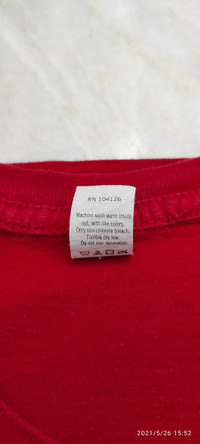 RN 104126
Machine wash warm inside
out, with like colors.
Only non-chlorine bleach.
Tumble dry low.
Do not iron decoration.
2021/5/26 15:52